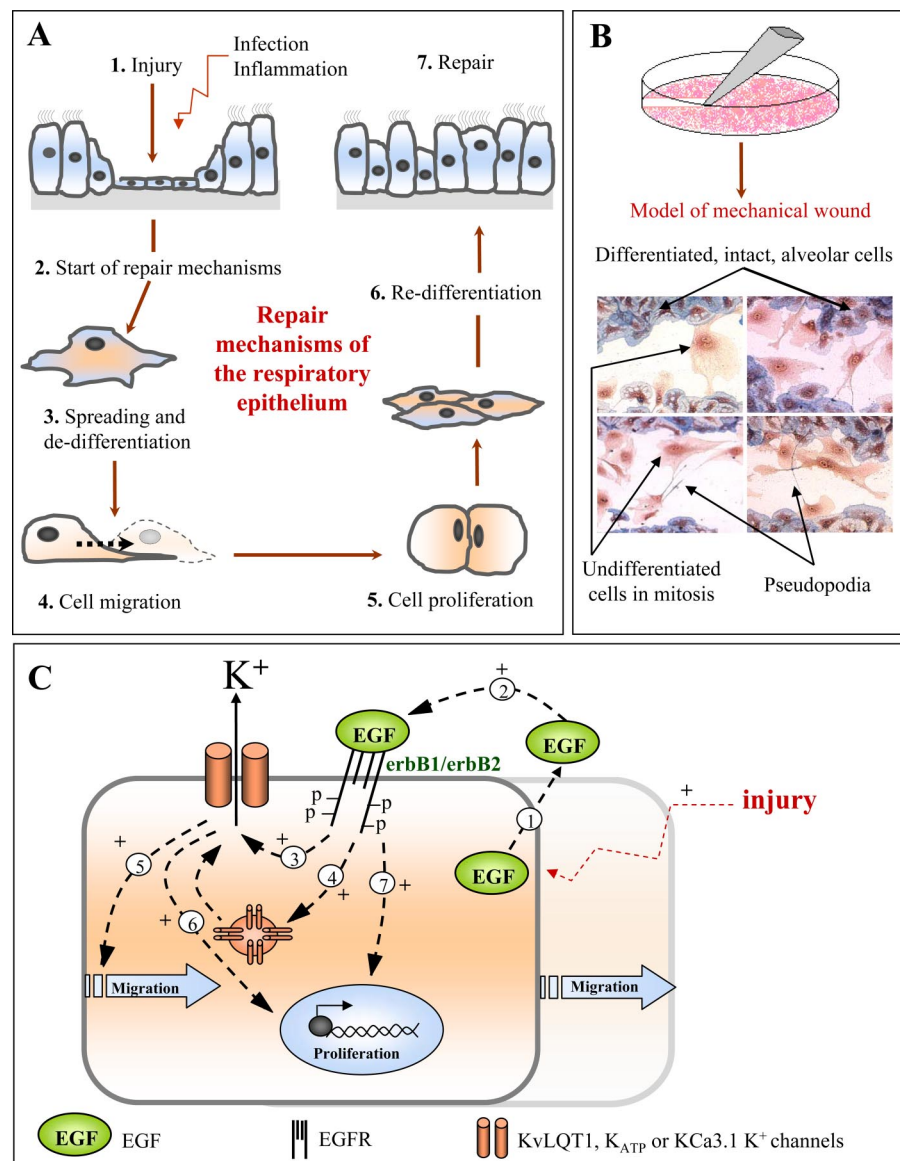 A
1. Injury
Infection
Inflammation
7. Repair
2. Start of repair mechanisms
6. Re-differentiation
Repair
mechanisms of
the respiratory
epithelium
3. Spreading and
de-differentiation
4. Cell migration
5. Cell proliferation
B
Model of mechanical wound
Differentiated, intact, alveolar cells
Undifferentiated
cells in mitosis
Pseudopodia
C
K+
+
2
EGF
EGF
erbB1/erbB2
p
p
p
p
+
injury
1
+
3
+
5
4
+
7
+
EGF
+
6
Migration
Migration
Proliferation
EGF
EGF
EGFR
KvLQT1, KATP or KCa3.1 K+ channels